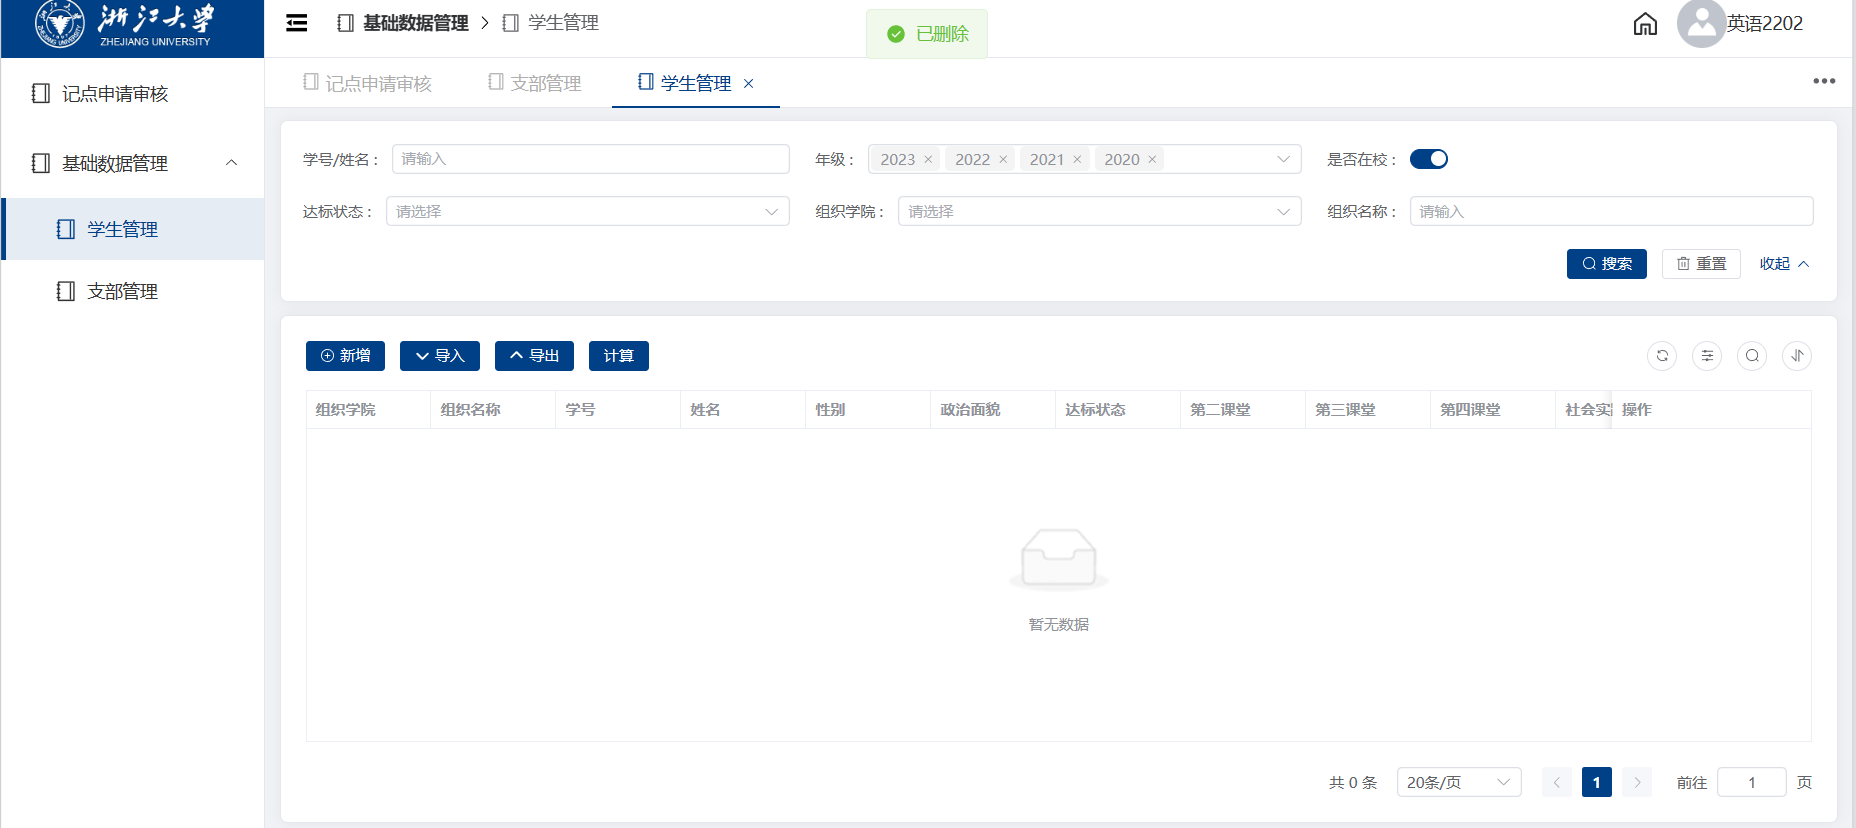 浙江大学
ZHEJIANG UNIVERSITY
基础数据管理 > 学生管理
已删除
英语2202
记点申请审核
基础数据管理
学生管理
支部管理
记点申请审核 支部管理 学生管理 ×
学号/姓名： 请输入 年级： 2023 × 2022 × 2021 × 2020 × 是否在校：
达标状态： 请选择 组织学院： 请选择 组织名称： 请输入
搜索 重置 收起
新增 导入 导出 计算
组织学院 组织名称 学号 姓名 性别 政治面貌 达标状态 第二课堂 第三课堂 第四课堂 社会实 操作
暂无数据
共 0 条 20条/页 < 1 > 前往 1 页